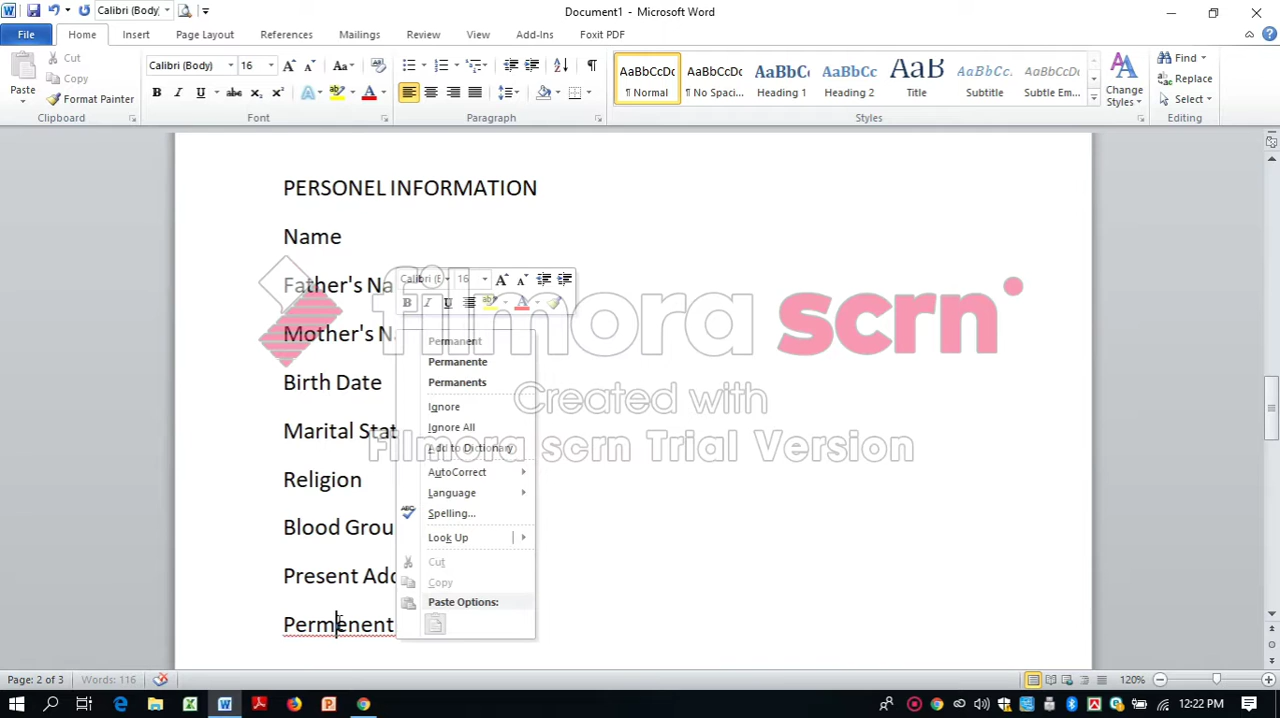 Calibri (Body)
Document1 - Microsoft Word
File Home Insert Page Layout References Mailings Review View Add-Ins Foxit PDF
Paste
Cut
Copy
Format Painter
Calibri (Body) 16
AaBbCcDc AaBbCcDc AaBbCc AaBbCc AaB AaBbCc. AaBbCcDc
¶ Normal ¶ No Spaci... Heading 1 Heading 2 Title Subtitle Subtle Em...
Change Styles
Find
Replace
Select
Clipboard Font Paragraph Styles Editing
PERSONEL INFORMATION
Name
Father's Na
Mother's N
Birth Date
Marital Stat
Religion
Blood Grou
Present Add
Permenent
Calibri (E 16
Permanent
Permanente
Permanents
Ignore
Ignore All
Add to Dictionary
AutoCorrect
Language
Spelling...
Look Up
Cut
Copy
Paste Options:
filmora scrn
Created with
Filmora scrn Trial Version
Page: 2 of 3 Words: 116 120%
12:22 PM